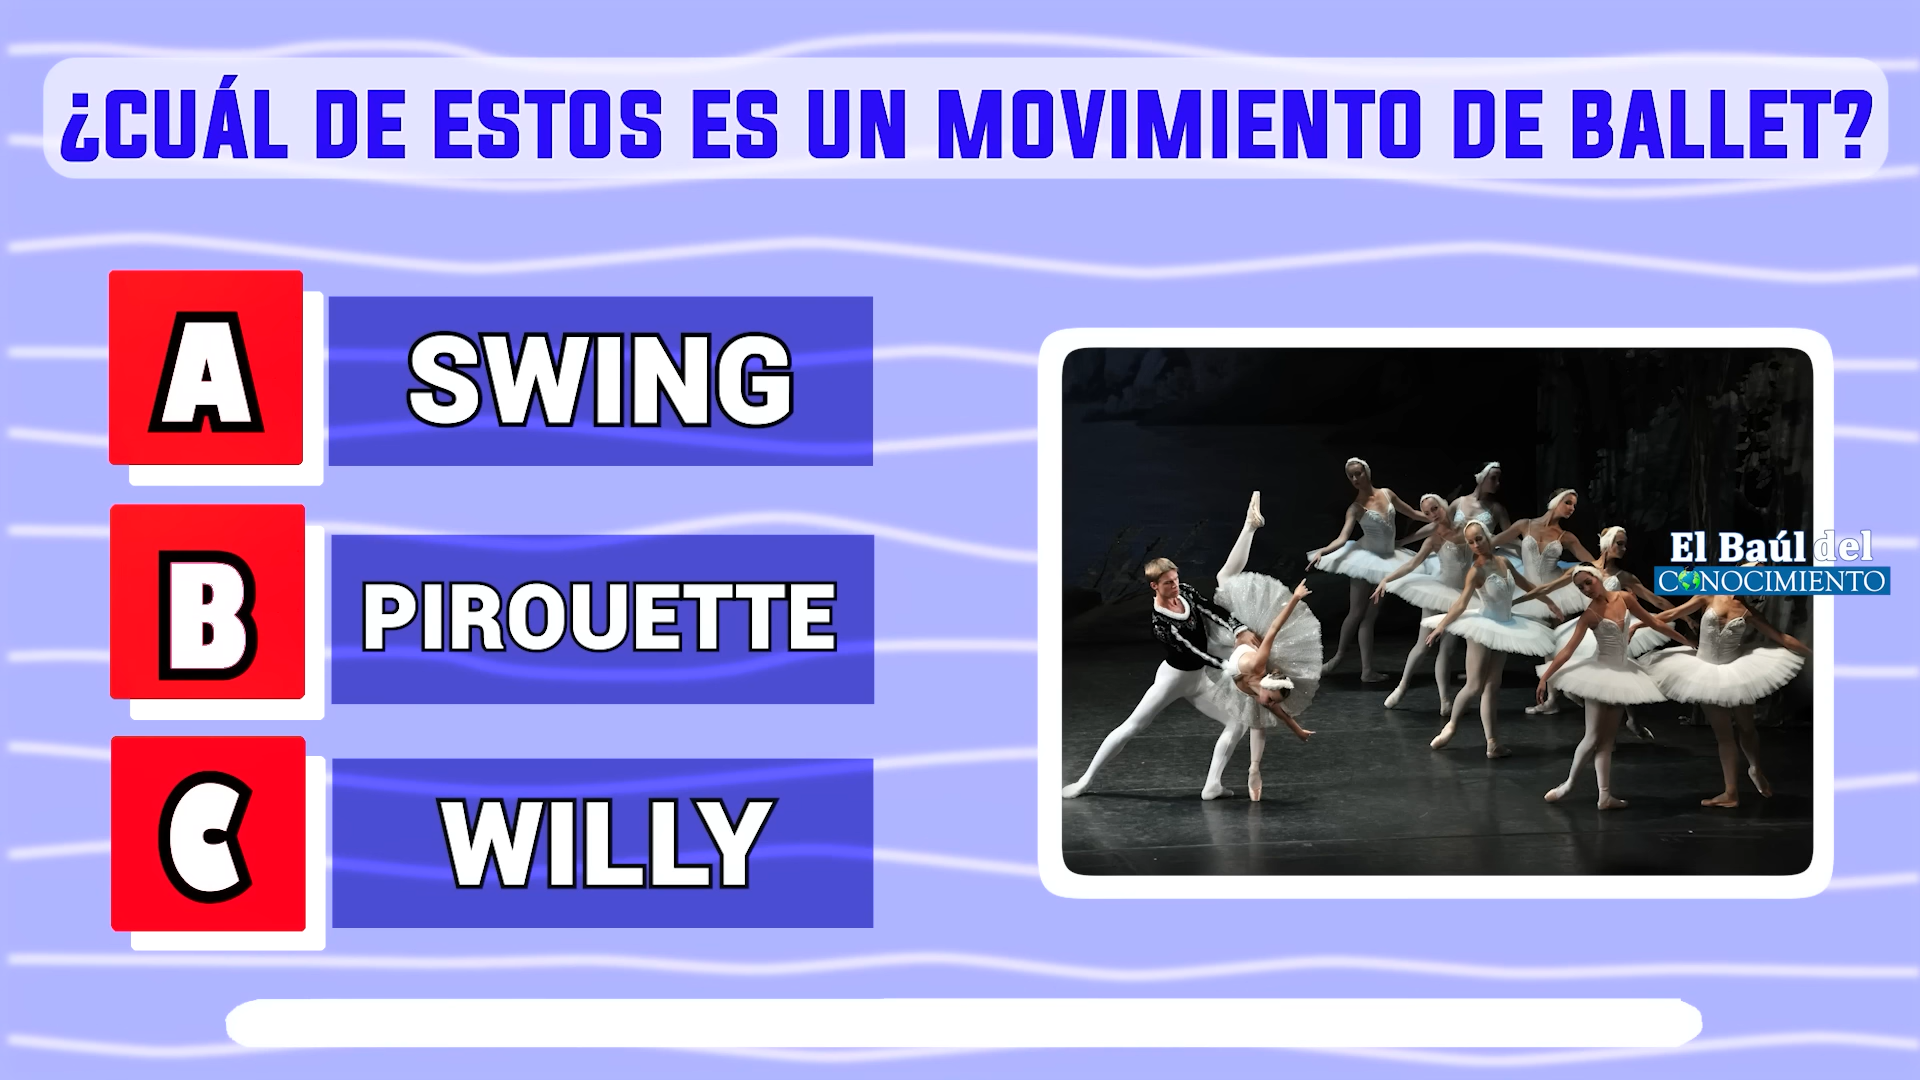 ¿CUÁL DE ESTOS ES UN MOVIMIENTO DE BALLET?
A
SWING
B
PIROUETTE
C
WILLY
El Baúl del
CONOCIMIENTO